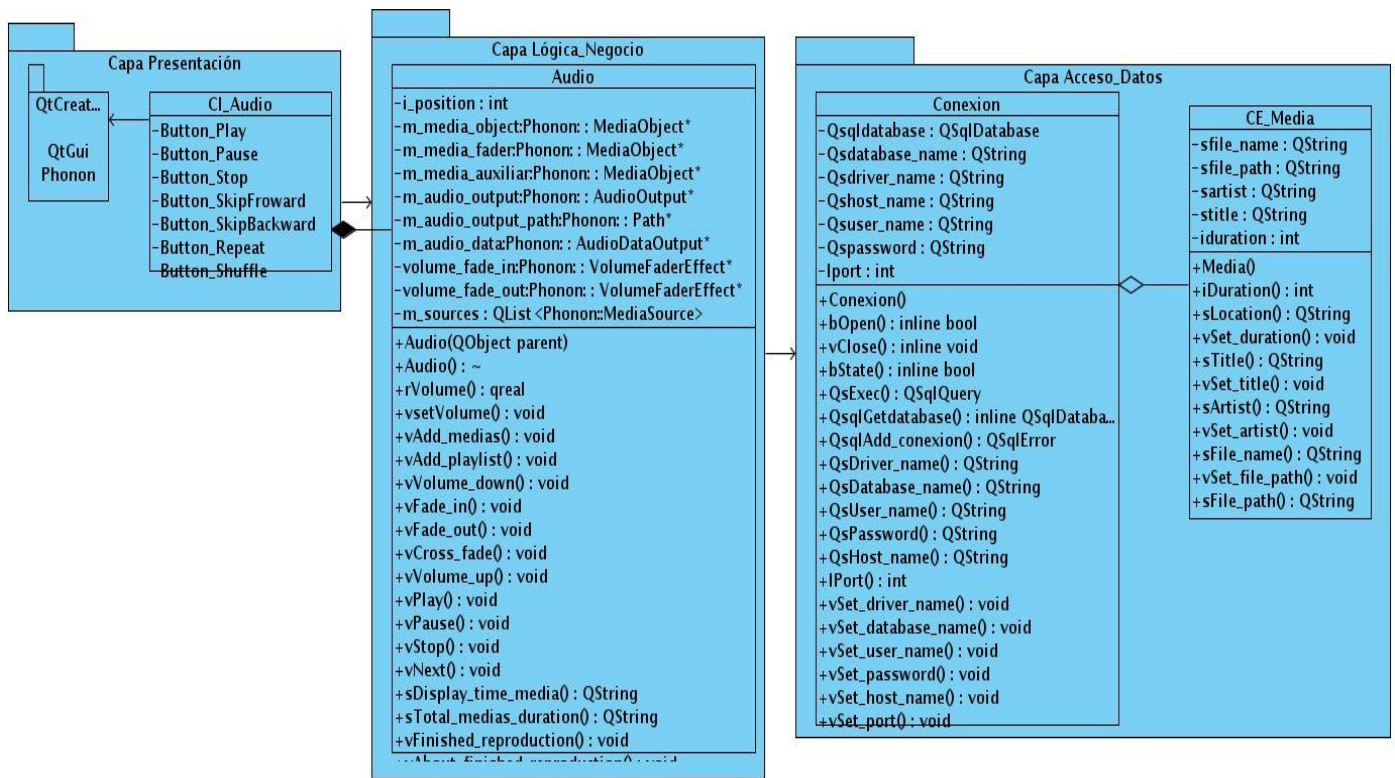 Capa Presentación
QtCreat...
QtGui
Phonon
CI_Audio
-Button_Play
-Button_Pause
-Button_Stop
-Button_SkipFroward
-Button_SkipBackward
-Button_Repeat
Button_Shuffle
Capa Lógica_Negocio
Audio
-i_position : int
-m_media_object:Phonon: : MediaObject*
-m_media_fader:Phonon: : MediaObject*
-m_media_auxiliar:Phonon: : MediaObject*
-m_audio_output:Phonon: : AudioOutput*
-m_audio_output_path:Phonon: : Path*
-m_audio_data:Phonon: : AudioDataOutput*
-volume_fade_in:Phonon: : VolumeFaderEffect*
-volume_fade_out:Phonon: : VolumeFaderEffect*
-m_sources : QList <Phonon::MediaSource>
+Audio(QObject parent)
+Audio() : ~
+rVolume() : qreal
+vsetVolume() : void
+vAdd_medias() : void
+vAdd_playlist() : void
+vVolume_down() : void
+vFade_in() : void
+vFade_out() : void
+vCross_fade() : void
+vVolume_up() : void
+vPlay() : void
+vPause() : void
+vStop() : void
+vNext() : void
+sDisplay_time_media() : QString
+sTotal_medias_duration() : QString
+vFinished_reproduction() : void
Capa Acceso_Datos
Conexion
-Qsqldatabase : QSqlDatabase
-Qsdatabase_name : QString
-Qsdriver_name : QString
-Qshost_name : QString
-Qsuser_name : QString
-Qspassword : QString
-Iport : int
+Conexion()
+bOpen() : inline bool
+vClose() : inline void
+bState() : inline bool
+QsExec() : QSqlQuery
+QsqlGetdatabase() : inline QSqlDataba...
+QsqlAdd_conexion() : QSqlError
+QsDriver_name() : QString
+QsDatabase_name() : QString
+QsUser_name() : QString
+QsPassword() : QString
+QsHost_name() : QString
+IPort() : int
+vSet_driver_name() : void
+vSet_database_name() : void
+vSet_user_name() : void
+vSet_password() : void
+vSet_host_name() : void
+vSet_port() : void
CE_Media
-sfile_name : QString
-sfile_path : QString
-sartist : QString
-stitle : QString
-iduration : int
+Media()
+iDuration() : int
+sLocation() : QString
+vSet_duration() : void
+sTitle() : QString
+vSet_title() : void
+sArtist() : QString
+vSet_artist() : void
+sFile_name() : QString
+vSet_file_path() : void
+sFile_path() : QString